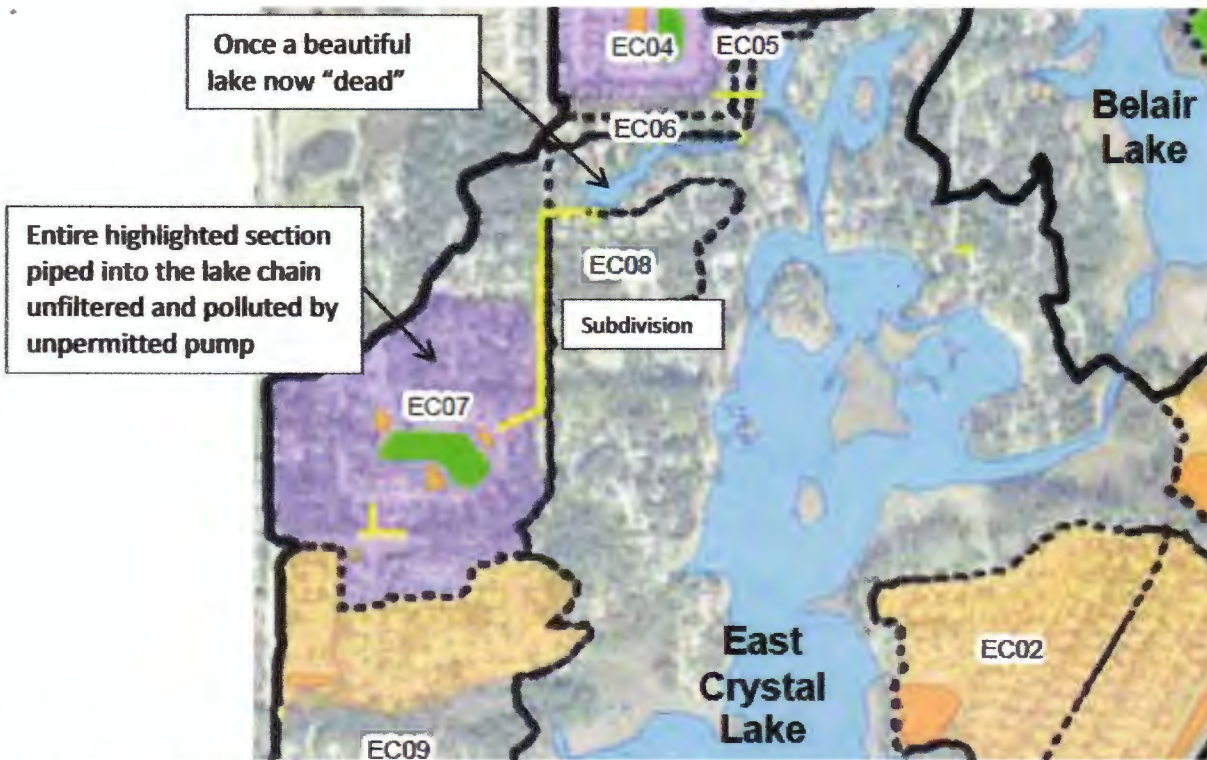 Once a beautiful
lake now “dead”
EC04
EC05
EC06
Belair
Lake
Entire highlighted section
piped into the lake chain
unfiltered and polluted by
unpermitted pump
EC08
Subdivision
EC07
EC02
East
Crystal
Lake
EC09